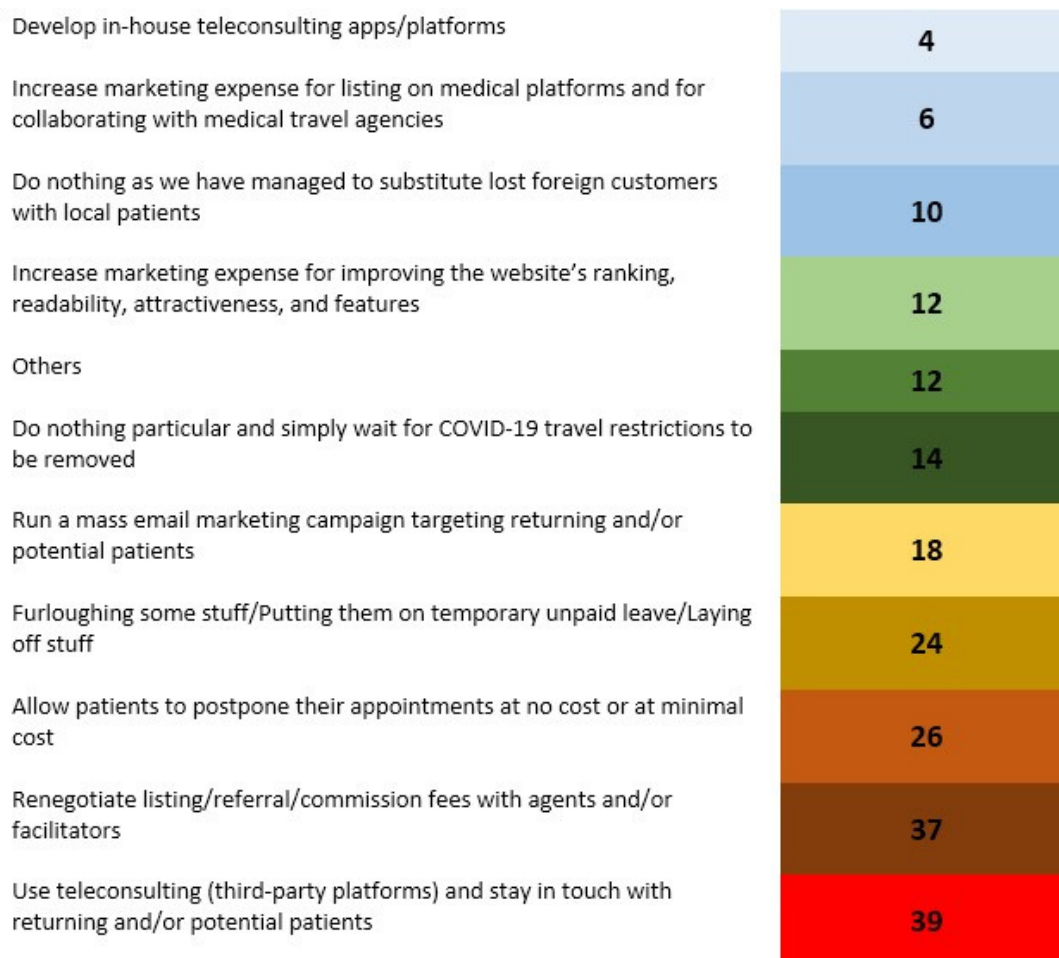 Develop in-house teleconsulting apps/platforms
4
Increase marketing expense for listing on medical platforms and for
collaborating with medical travel agencies
6
Do nothing as we have managed to substitute lost foreign customers
with local patients
10
Increase marketing expense for improving the website’s ranking,
readability, attractiveness, and features
12
Others
12
Do nothing particular and simply wait for COVID-19 travel restrictions to
be removed
14
Run a mass email marketing campaign targeting returning and/or
potential patients
18
Furloughing some stuff/Putting them on temporary unpaid leave/Laying
off stuff
24
Allow patients to postpone their appointments at no cost or at minimal
cost
26
Renegotiate listing/referral/commission fees with agents and/or
facilitators
37
Use teleconsulting (third-party platforms) and stay in touch with
returning and/or potential patients
39